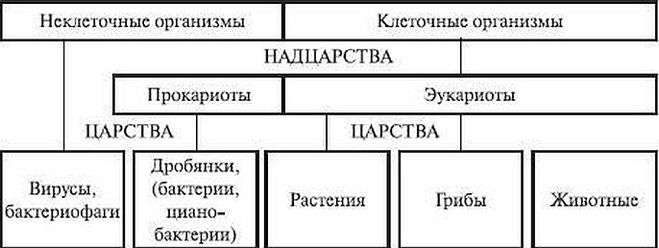 Неклеточные организмы
Клеточные организмы
НАДЦАРСТВА
Прокариоты
Эукариоты
ЦАРСТВА
ЦАРСТВА
Вирусы,
бактериофаги
Дробянки,
(бактерии,
циано-
бактерии)
Растения
Грибы
Животные